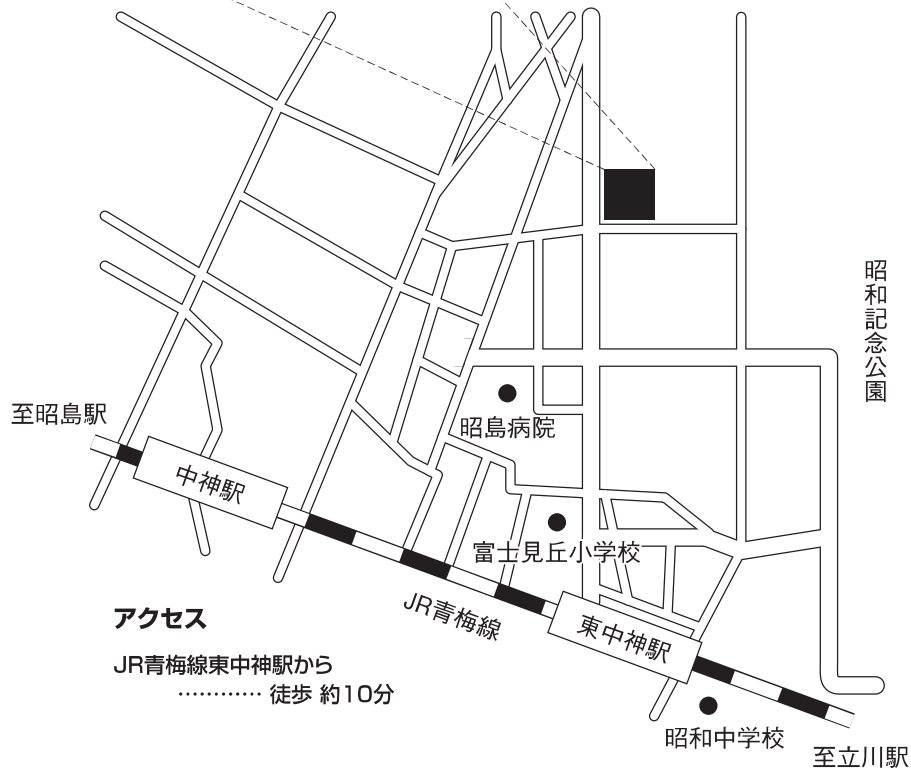 昭和記念公園
至昭島駅
昭島病院
中神駅
富士見丘小学校
JR青梅線
東中神駅
アクセス
JR青梅線東中神駅から
………… 徒歩 約10分
昭和中学校
至立川駅